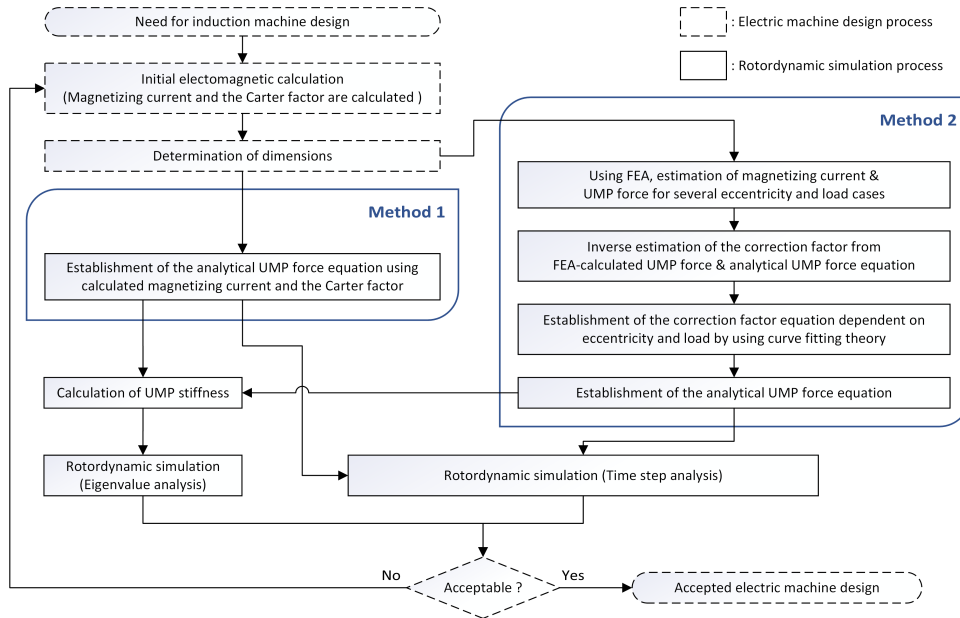 Need for induction machine design
: Electric machine design process
: Rotordynamic simulation process
Initial electomagnetic calculation
(Magnetizing current and the Carter factor are calculated )
Determination of dimensions
Method 2
Using FEA, estimation of magnetizing current &
UMP force for several eccentricity and load cases
Inverse estimation of the correction factor from
FEA-calculated UMP force & analytical UMP force equation
Establishment of the correction factor equation dependent on
eccentricity and load by using curve fitting theory
Establishment of the analytical UMP force equation
Method 1
Establishment of the analytical UMP force equation using
calculated magnetizing current and the Carter factor
Calculation of UMP stiffness
Rotordynamic simulation
(Eigenvalue analysis)
Rotordynamic simulation (Time step analysis)
No
Acceptable ?
Yes
Accepted electric machine design